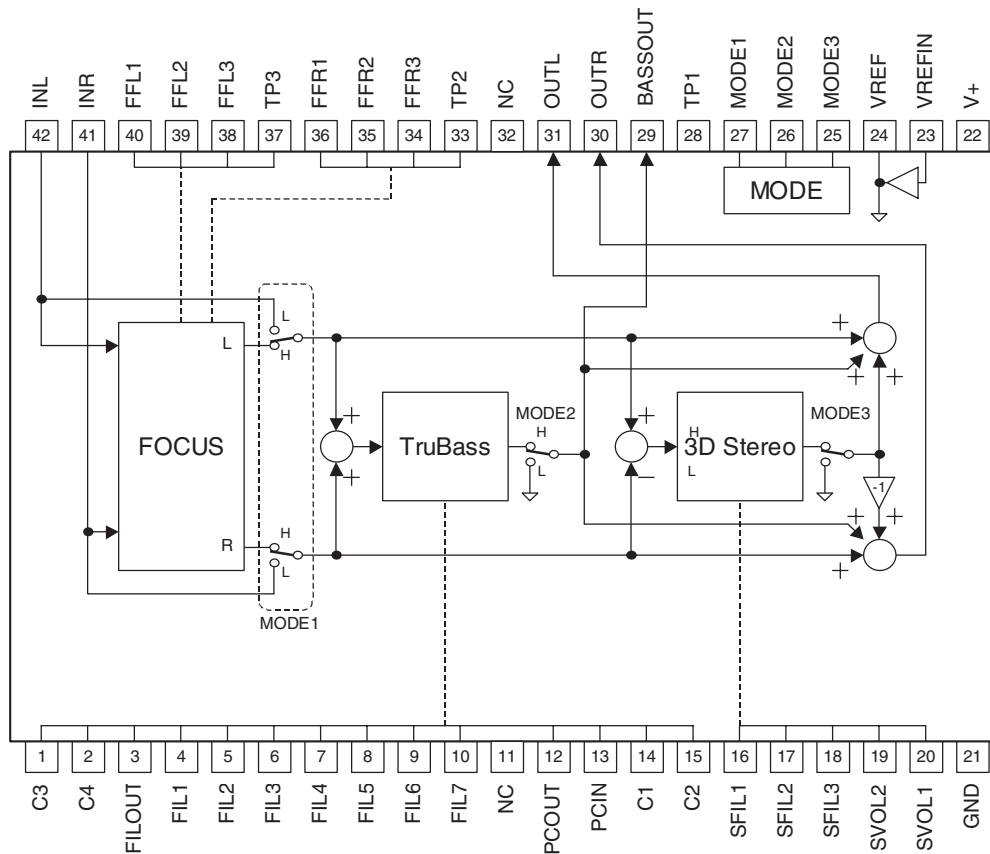 INL
INR
FFL1
FFL2
FFL3
TP3
FFR1
FFR2
FFR3
TP2
NC
OUTL
OUTR
BASSOUT
TP1
MODE1
MODE2
MODE3
VREF
VREFIN
V+
42
41
40
39
38
37
36
35
34
33
32
31
30
29
28
27
26
25
24
23
22
MODE
L
+
L
H
+
+
+
+
MODE2
MODE3
H
H
FOCUS
TruBass
3D Stereo
L
L
+
−
-1
+
+
H
R
L
+
MODE1
1
2
3
4
5
6
7
8
9
10
11
12
13
14
15
16
17
18
19
20
21
C3
C4
FILOUT
FIL1
FIL2
FIL3
FIL4
FIL5
FIL6
FIL7
NC
PCOUT
PCIN
C1
C2
SFIL1
SFIL2
SFIL3
SVOL2
SVOL1
GND